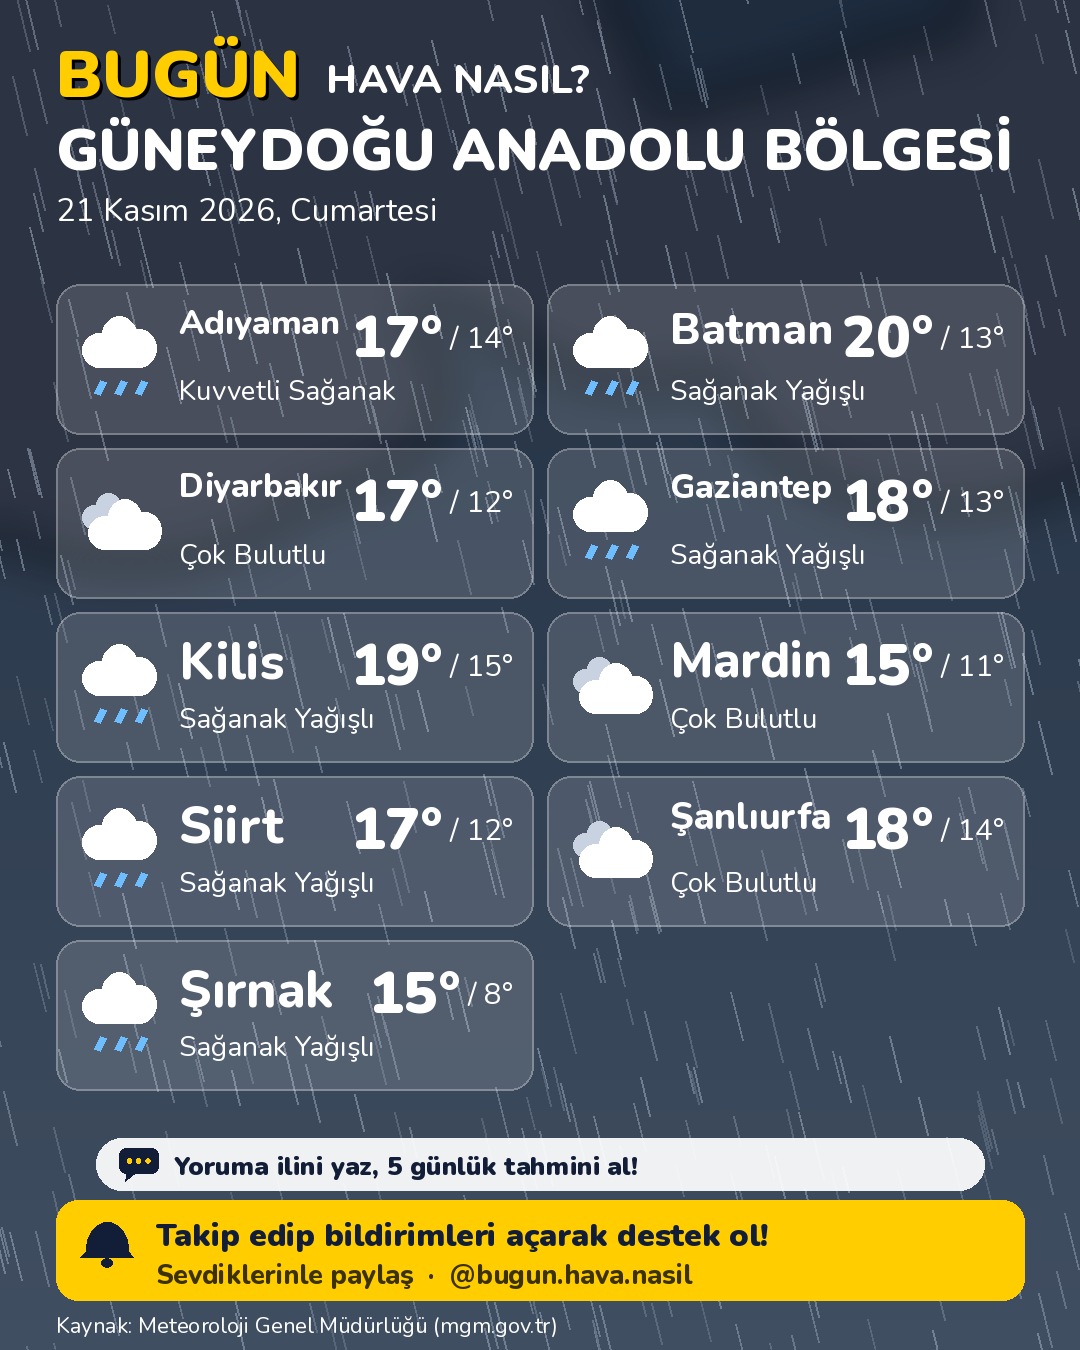 BUGÜN HAVA NASIL?
GÜNEYDOĞU ANADOLU BÖLGESİ
21 Kasım 2026, Cumartesi
Adıyaman 17° / 14°
Kuvvetli Sağanak
Batman 20° / 13°
Sağanak Yağışlı
Diyarbakır 17° / 12°
Çok Bulutlu
Gaziantep 18° / 13°
Sağanak Yağışlı
Kilis 19° / 15°
Sağanak Yağışlı
Mardin 15° / 11°
Çok Bulutlu
Siirt 17° / 12°
Sağanak Yağışlı
Şanlıurfa 18° / 14°
Çok Bulutlu
Şırnak 15° / 8°
Sağanak Yağışlı
Yoruma ilini yaz, 5 günlük tahmini al!
Takip edip bildirimleri açarak destek ol!
Sevdiklerinle paylaş · @bugun.hava.nasil
Kaynak: Meteoroloji Genel Müdürlüğü (mgm.gov.tr)